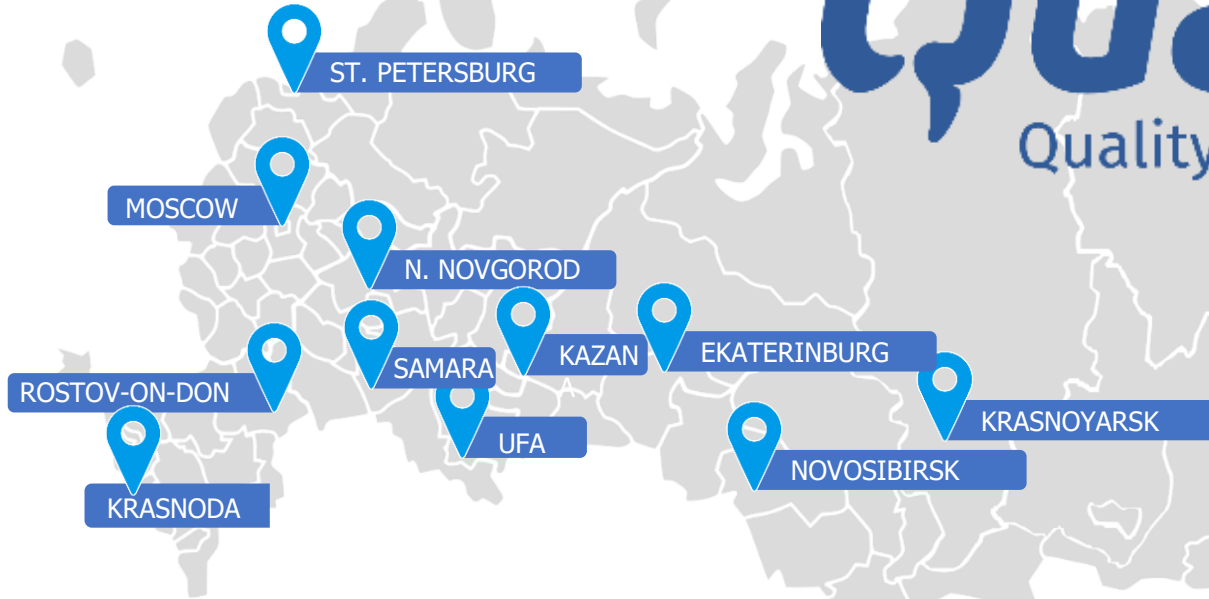 ST. PETERSBURG
Quality
MOSCOW
N. NOVGOROD
SAMARA
KAZAN
A
EKATERINBURG
ROSTOV-ON-DON
UFA
KRASNOYARSK
NOVOSIBIRSK
KRASNODA